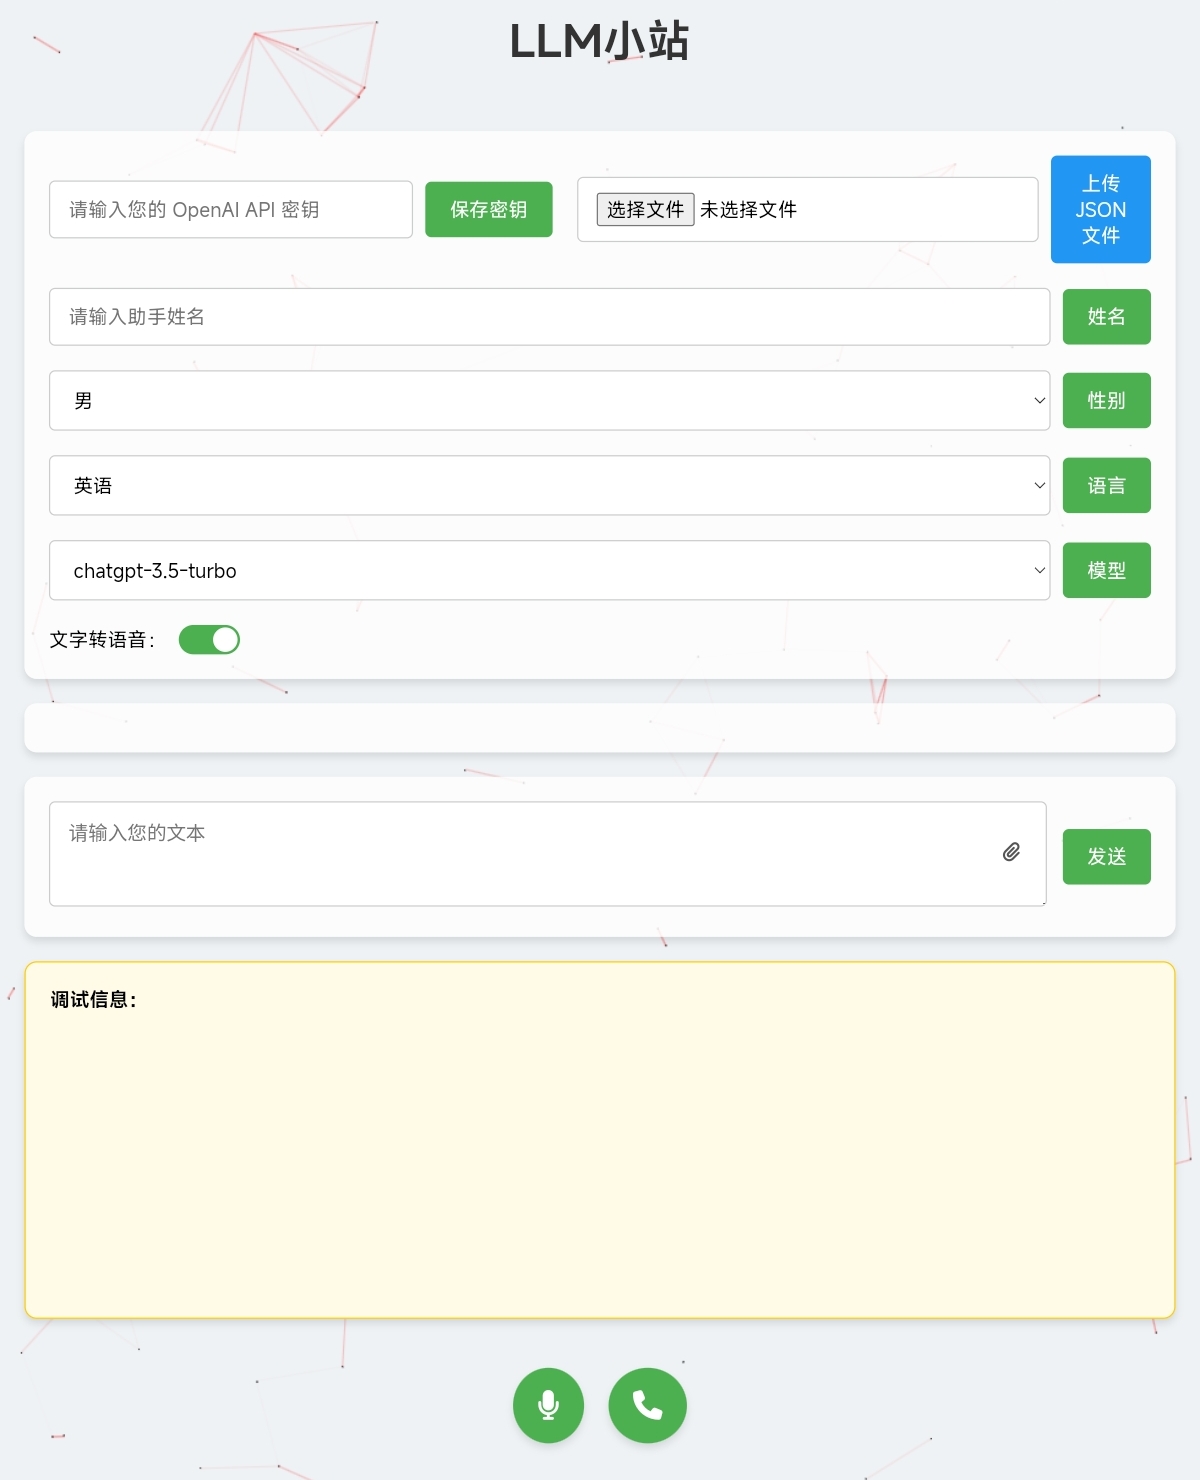 LLM小站
请输入您的 OpenAI API 密钥
保存密钥
选择文件 未选择文件
上传
JSON
文件
请输入助手姓名
姓名
男
性别
英语
语言
chatgpt-3.5-turbo
模型
文字转语音：
请输入您的文本
发送
调试信息：